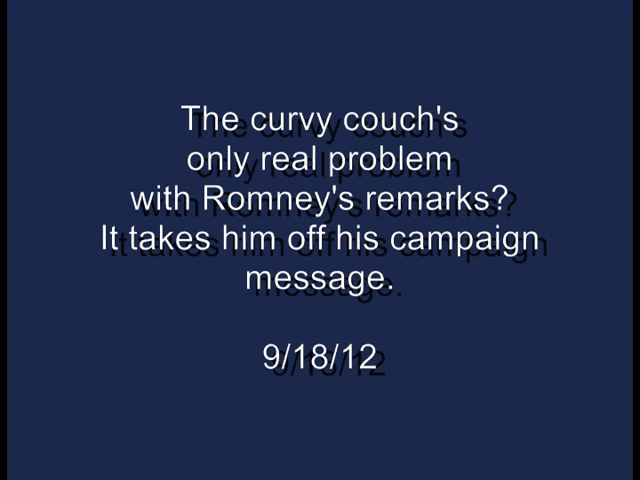 The curvy couch's
only real problem
with Romney's remarks?
It takes him off his campaign
message.
9/18/12